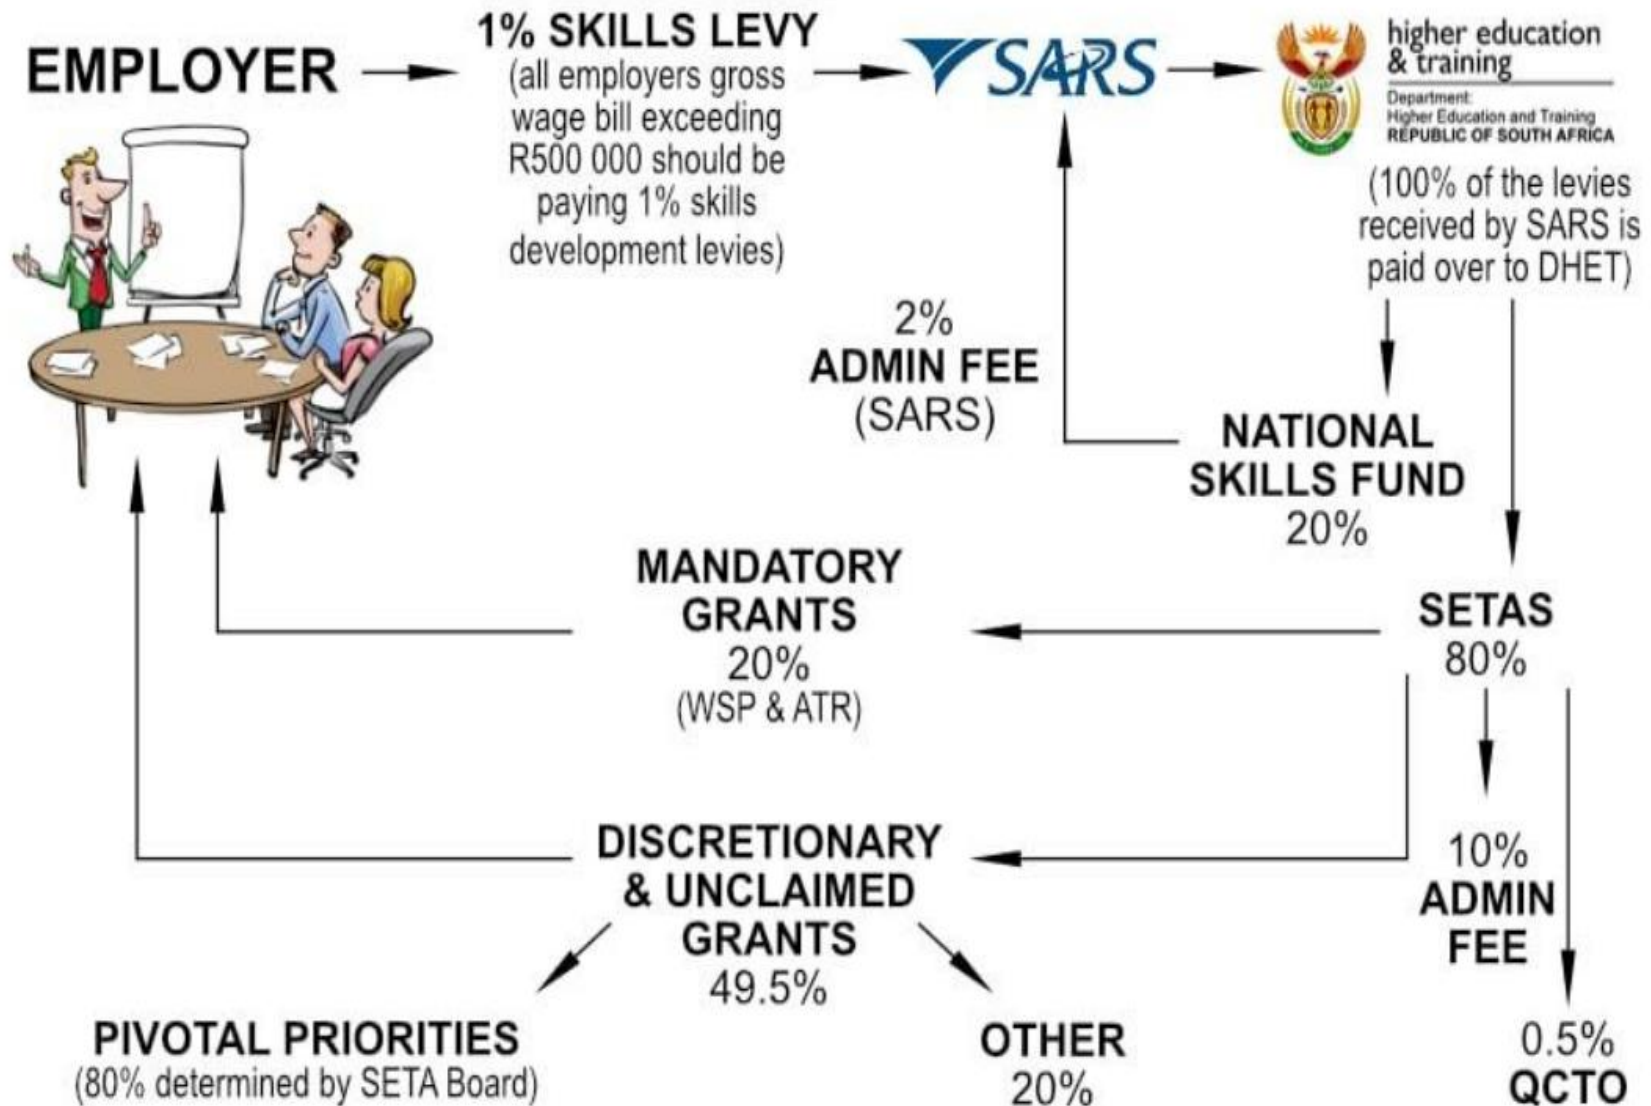 EMPLOYER
1% SKILLS LEVY
(all employers gross
wage bill exceeding
R500 000 should be
paying 1% skills
development levies)
SARS
higher education
& training
Department:
Higher Education and Training
REPUBLIC OF SOUTH AFRICA
(100% of the levies
received by SARS is
paid over to DHET)
2%
ADMIN FEE
(SARS)
NATIONAL
SKILLS FUND
20%
MANDATORY
GRANTS
20%
(WSP & ATR)
SETAS
80%
DISCRETIONARY
& UNCLAIMED
GRANTS
49.5%
10%
ADMIN
FEE
PIVOTAL PRIORITIES
(80% determined by SETA Board)
OTHER
20%
0.5%
QCTO